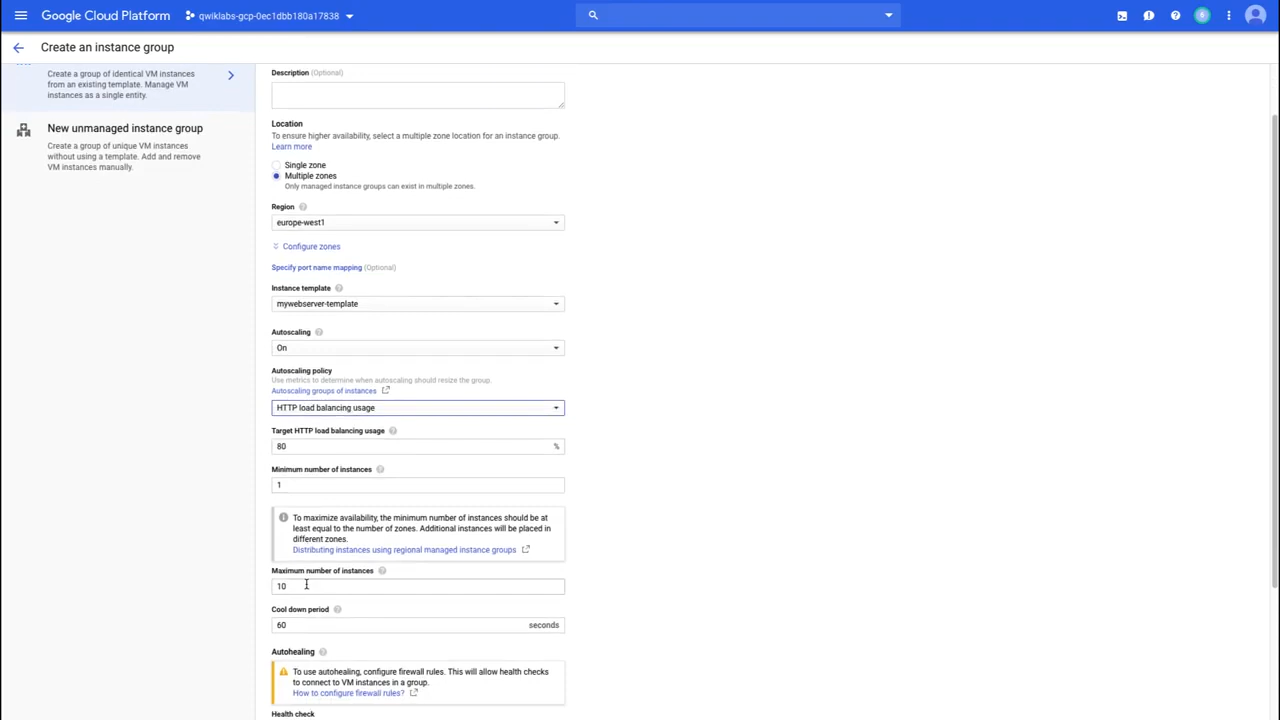 Google Cloud Platform
qwiklabs-gcp-0ec1dbb180a17838
Create an instance group
Create a group of identical VM instances
from an existing template. Manage VM
instances as a single entity.
New unmanaged instance group
Create a group of unique VM instances
without using a template. Add and remove
VM instances manually.
Description (Optional)
Location
To ensure higher availability, select a multiple zone location for an instance group.
Learn more
Single zone
Multiple zones
Only managed instance groups can exist in multiple zones.
Region
europe-west1
Configure zones
Specify port name mapping (Optional)
Instance template
mywebserver-template
Autoscaling
On
Autoscaling policy
Use metrics to determine when autoscaling should resize the group.
Autoscaling groups of instances
HTTP load balancing usage
Target HTTP load balancing usage
80 %
Minimum number of instances
1
To maximize availability, the minimum number of instances should be at
least equal to the number of zones. Additional instances will be placed in
different zones.
Distributing instances using regional managed instance groups
Maximum number of instances
10
Cool down period
60 seconds
Autohealing
To use autohealing, configure firewall rules. This will allow health checks
to connect to VM instances in a group.
How to configure firewall rules?
Health check